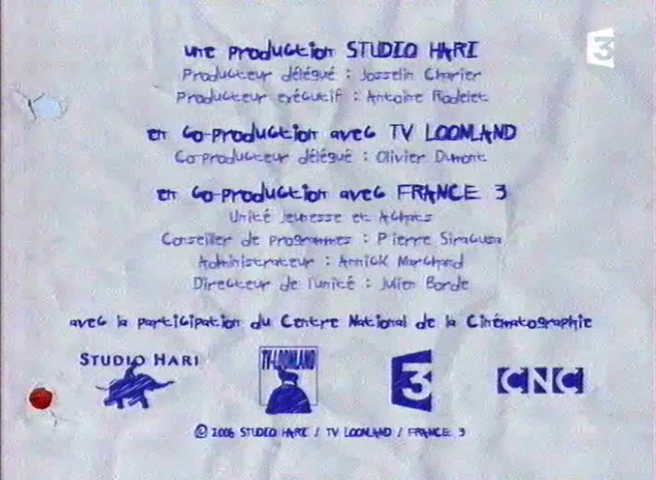 3
une production STUDIO HARI
Producteur délégué : Josselin Charier
Producteur exécutif : Antoine Rodelet
en co-production avec TV LOONLAND
Coproducteur délégué : Olivier Dumont
en co-production avec FRANCE 3
Unité Jeunesse et Achats
Conseiller de programmes : Pierre Siracusa
Administrateur : Annick Marchand
Directeur de l'unité : Julien Borde
avec la participation du Centre National de la Cinématographie
STUDIO HARI
TV-LOONLAND
3
CNC
© 2006 STUDIO HARI / TV LOONLAND / FRANCE 3